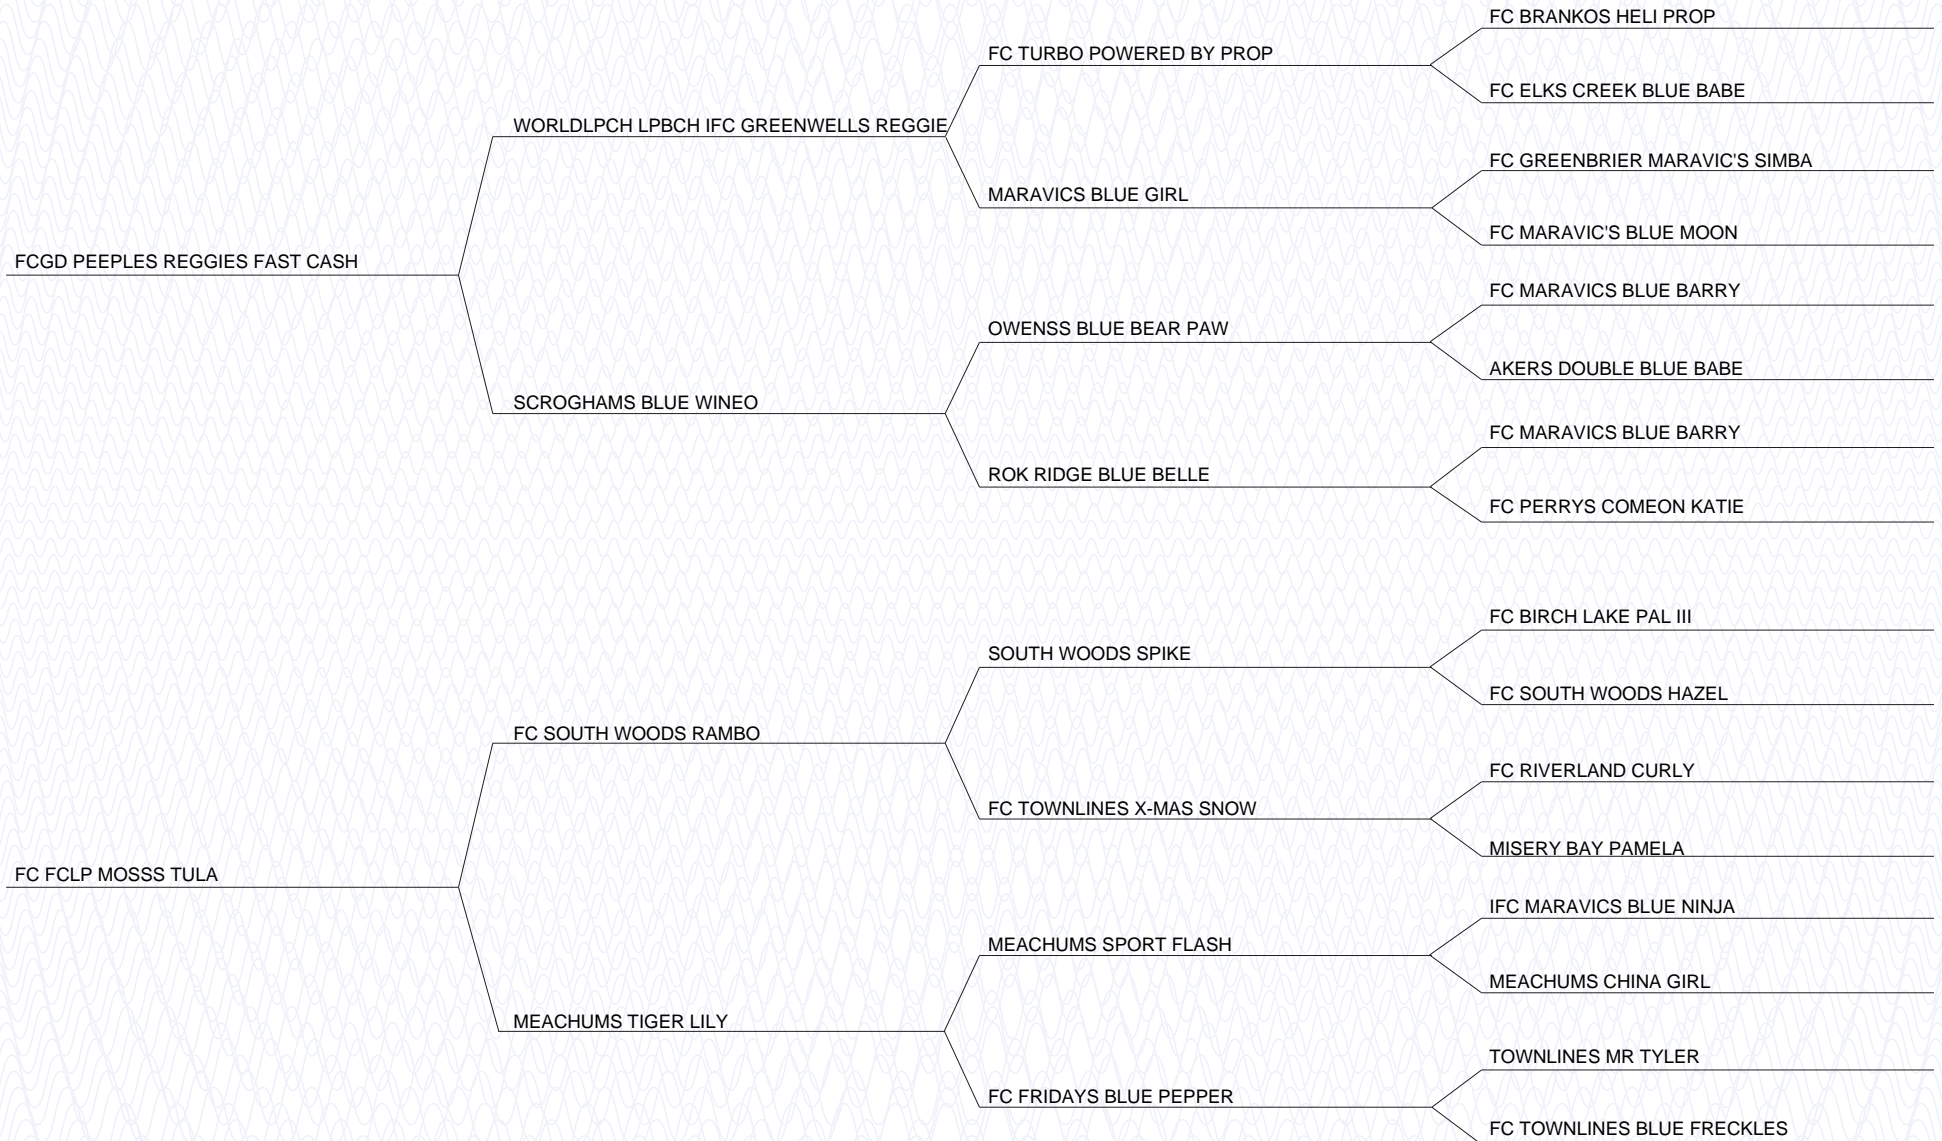 FC BRANKOS HELI PROP
FC TURBO POWERED BY PROP
FC ELKS CREEK BLUE BABE
WORLDLPCH LPBCH IFC GREENWELLS REGGIE
FC GREENBRIER MARAVIC'S SIMBA
MARAVICS BLUE GIRL
FC MARAVIC'S BLUE MOON
FCGD PEEPLES REGGIES FAST CASH
FC MARAVICS BLUE BARRY
OWENSS BLUE BEAR PAW
AKERS DOUBLE BLUE BABE
SCROGHAMS BLUE WINEO
FC MARAVICS BLUE BARRY
ROK RIDGE BLUE BELLE
FC PERRYS COMEON KATIE
FC BIRCH LAKE PAL III
SOUTH WOODS SPIKE
FC SOUTH WOODS HAZEL
FC SOUTH WOODS RAMBO
FC RIVERLAND CURLY
FC TOWNLINES X-MAS SNOW
MISERY BAY PAMELA
FC FCLP MOSSS TULA
IFC MARAVICS BLUE NINJA
MEACHUMS SPORT FLASH
MEACHUMS CHINA GIRL
MEACHUMS TIGER LILY
TOWNLINES MR TYLER
FC FRIDAYS BLUE PEPPER
FC TOWNLINES BLUE FRECKLES